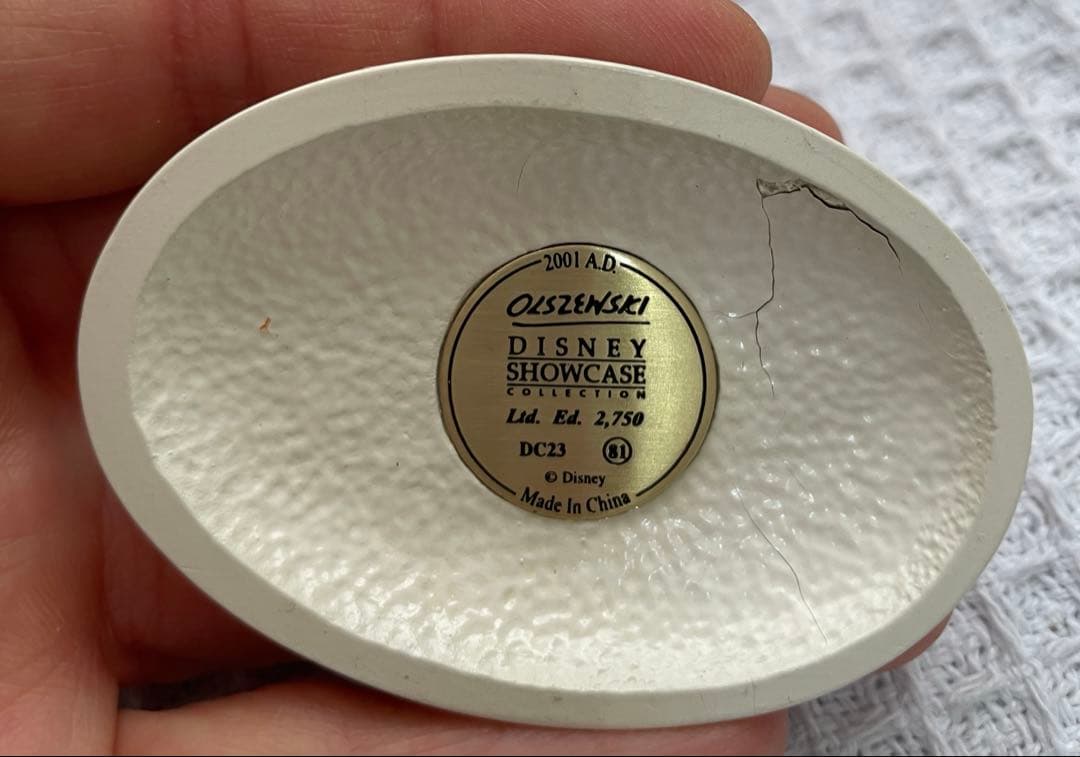 2001 A.D.
OLSZEWSKI
DISNEY
SHOWCASE
COLLECTION
Ltd. Ed. 2,750
DC23 81
© Disney
Made In China